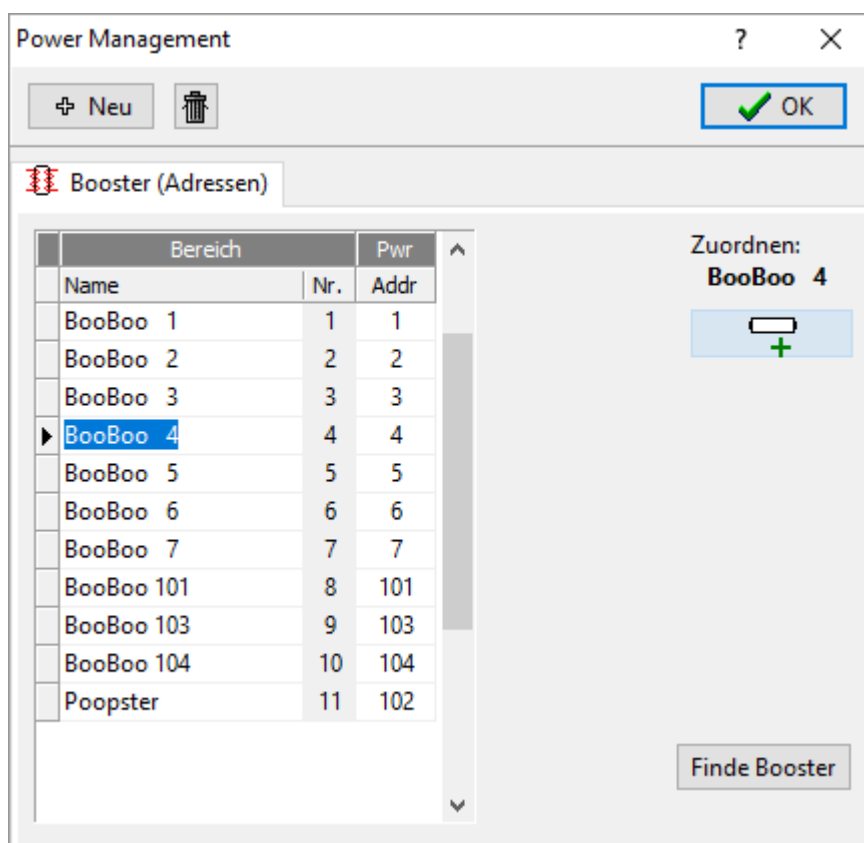 Power Management ?
Neu OK
Booster (Adressen)
Bereich Pwr
Name Nr. Addr
BooBoo 1 1 1
BooBoo 2 2 2
BooBoo 3 3 3
BooBoo 4 4 4
BooBoo 5 5 5
BooBoo 6 6 6
BooBoo 7 7 7
BooBoo 101 8 101
BooBoo 103 9 103
BooBoo 104 10 104
Poopster 11 102
Zuordnen:
BooBoo 4
Finde Booster